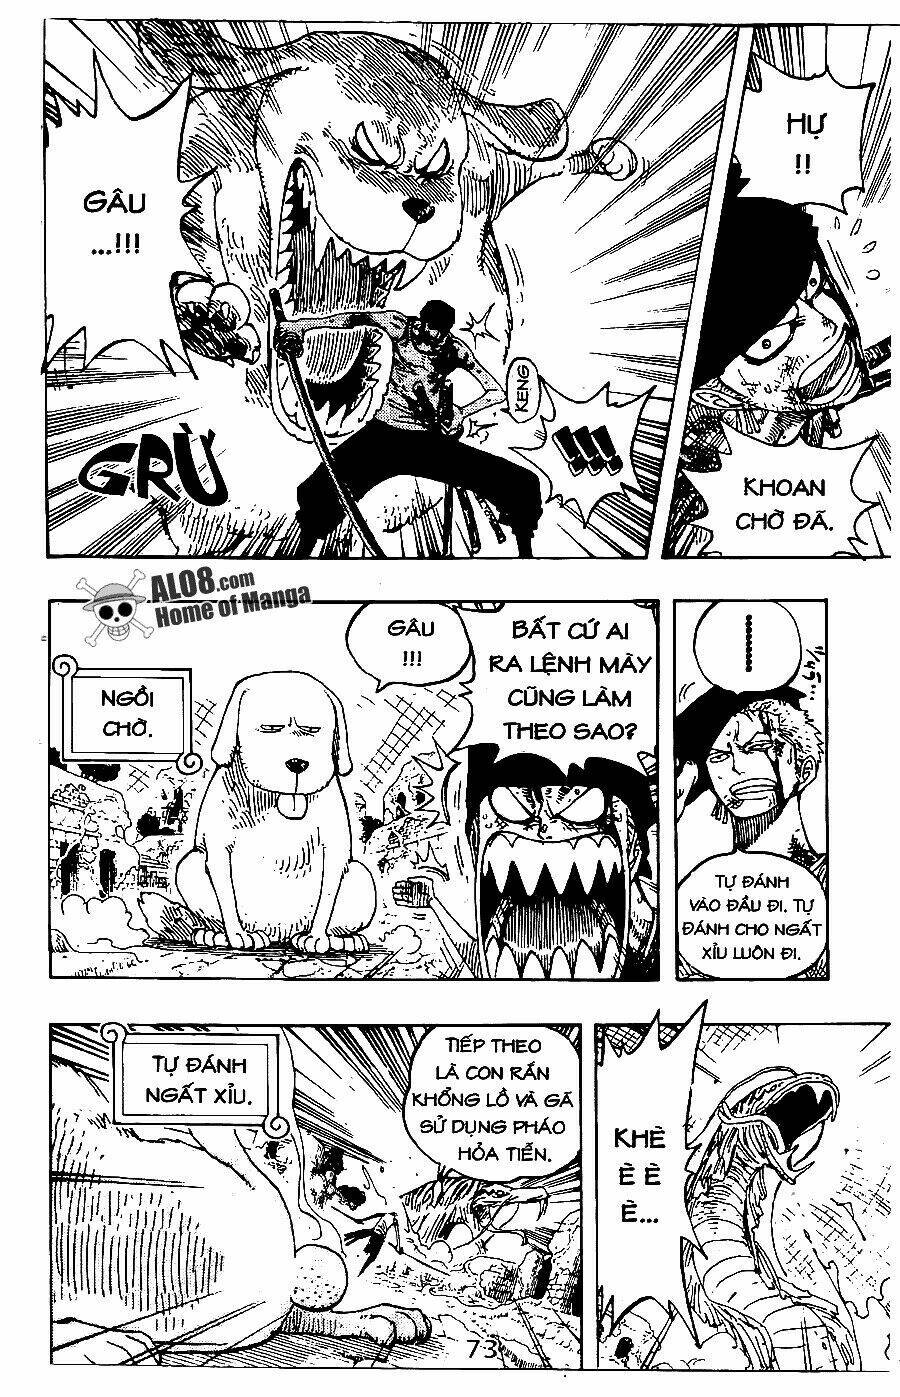 HỰ
!!
KHOAN
CHỜ ĐÃ.
GÂU
...!!!
KENG
GRỪ
ALO8.com
Home of Manga
BẤT CỨ AI
RA LỆNH MÀY
CŨNG LÀM
THEO SAO?
GÂU
!!!
NGỒI
CHỜ.
TỰ ĐÁNH
VÀO ĐẦU ĐI. TỰ
ĐÁNH CHO NGẤT
XỈU LUÔN ĐI.
TIẾP THEO
LÀ CON RẮN
KHỔNG LỒ VÀ GÃ
SỬ DỤNG PHÁO
HỎA TIỄN.
TỰ ĐÁNH
NGẤT XỈU.
KHÈ
È È
È...
73